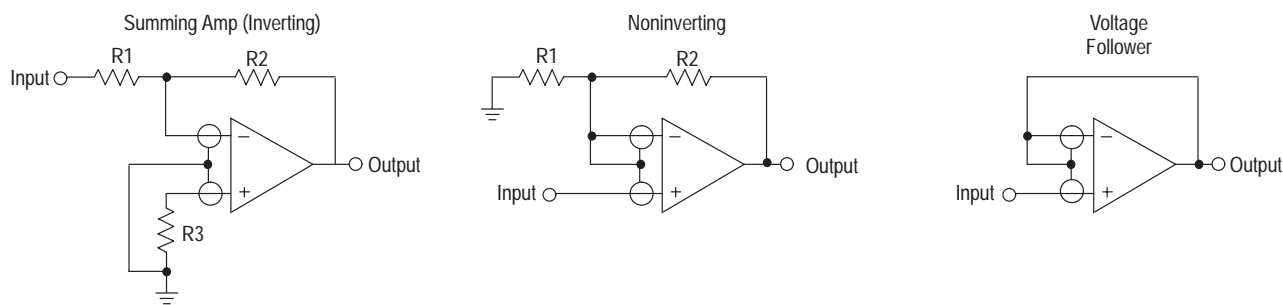 Summing Amp (Inverting)
Input
R1
R2
−
+
R3
Output
Noninverting
R1
R2
−
+
Input
Output
Voltage
Follower
−
+
Input
Output